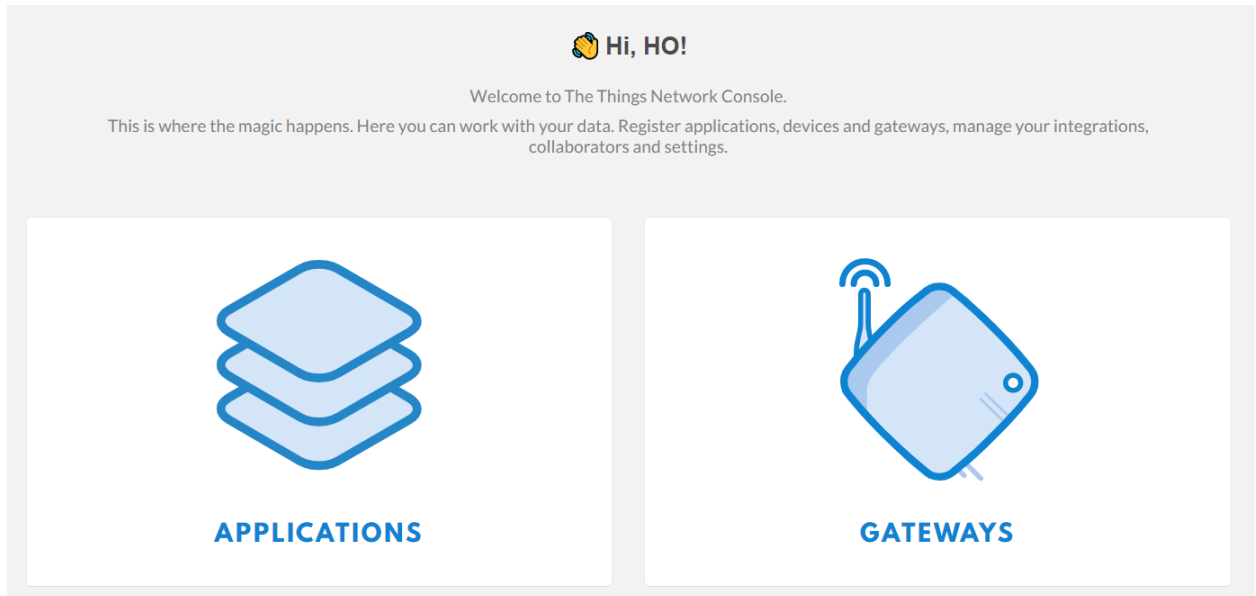 Hi, HO!
Welcome to The Things Network Console.
This is where the magic happens. Here you can work with your data. Register applications, devices and gateways, manage your integrations,
collaborators and settings.
APPLICATIONS
GATEWAYS